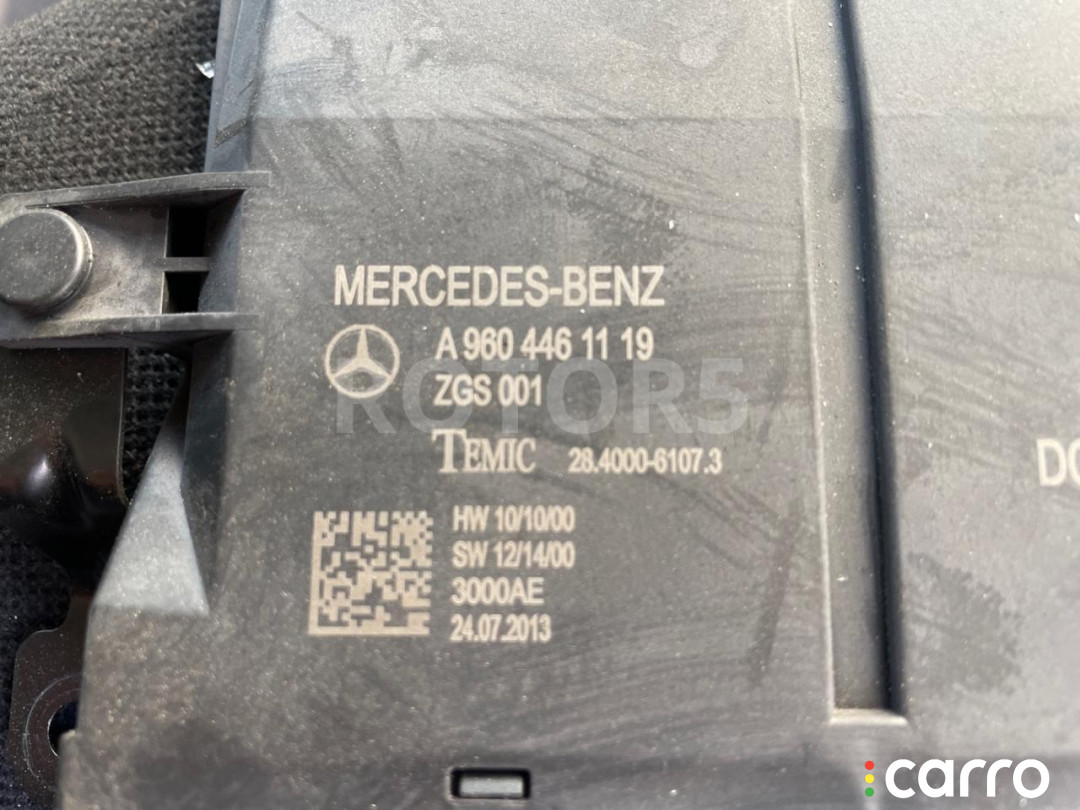 MERCEDES-BENZ
A 960 446 11 19
ZGS 001
ROTOR5
TEMIC 28.4000-6107.3
HW 10/10/00
SW 12/14/00
3000AE
24.07.2013
carro